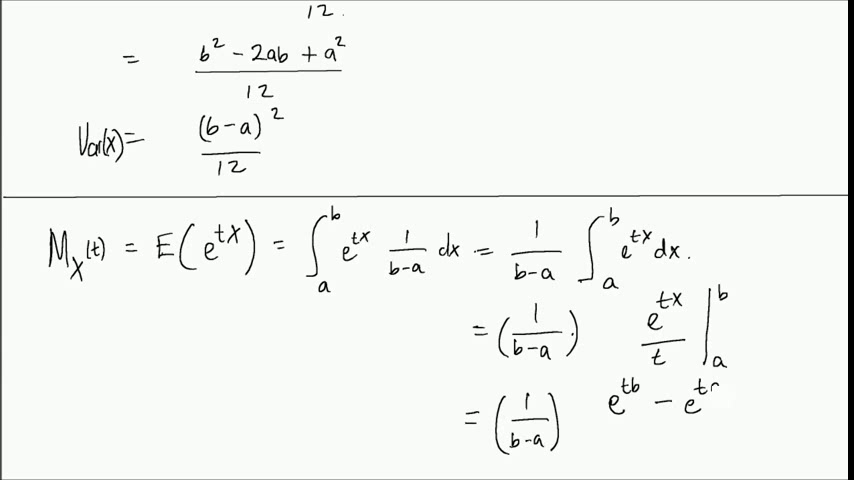 12.
= b² - 2ab + a² / 12
Var(X) = (b-a)² / 12
M_X(t) = E(e^{tX}) = ∫_a^b e^{tx} 1/(b-a) dx = 1/(b-a) ∫_a^b e^{tx} dx.
= (1/(b-a)·) e^{tx}/t |_a^b
= (1/(b-a)) e^{tb} - e^t